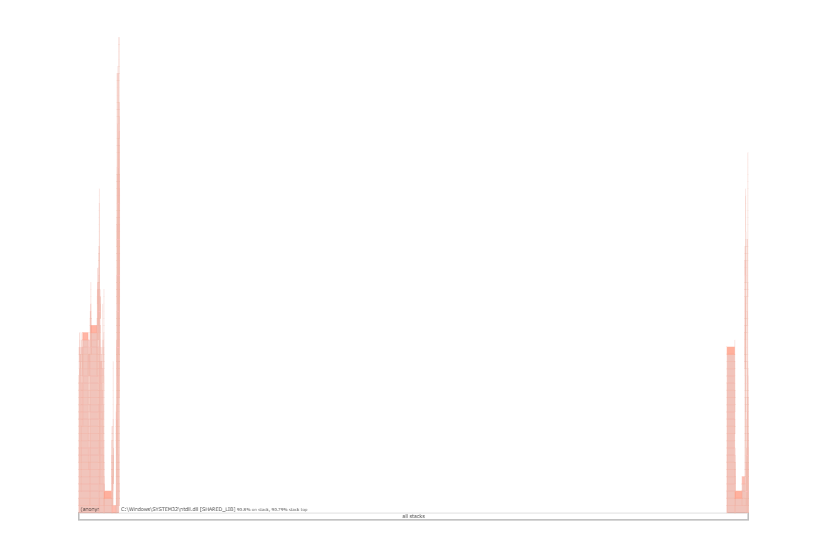 (anony/ C:\Windows\SYSTEM32\ntdll.dll [SHARED_LIB] 90.8% on stack, 90.79% stack top
all stacks